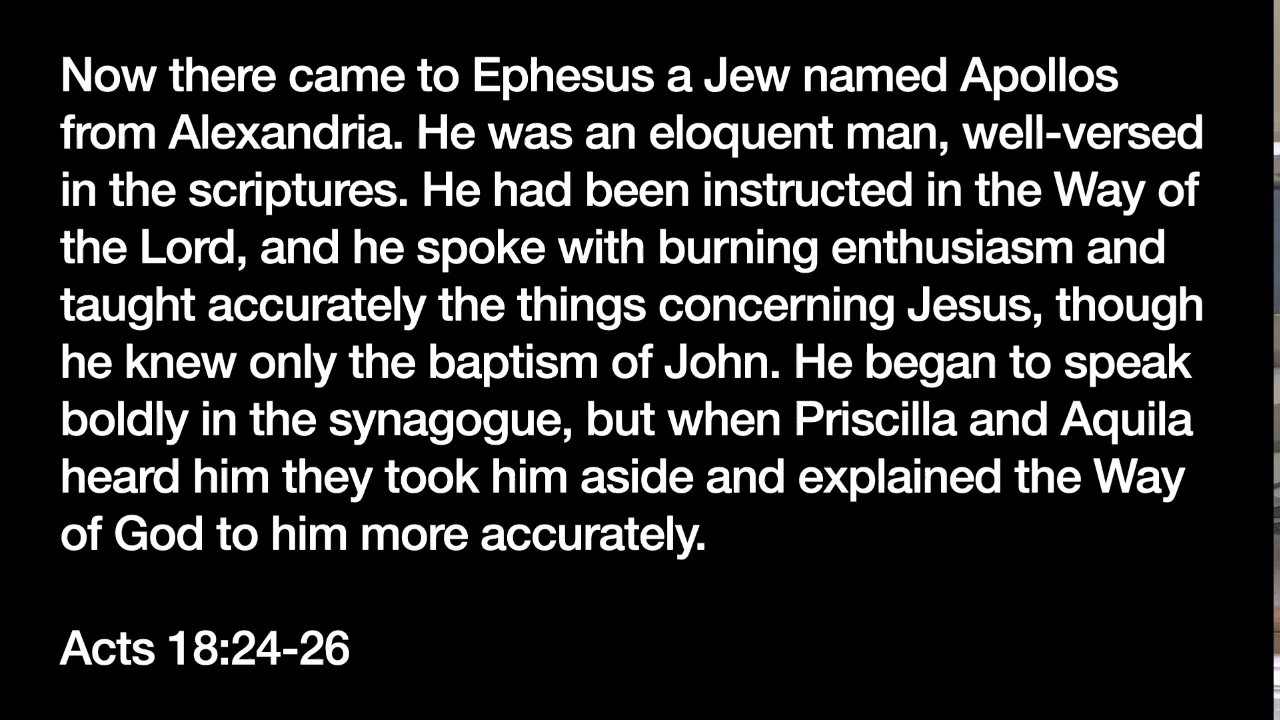 Now there came to Ephesus a Jew named Apollos
from Alexandria. He was an eloquent man, well-versed
in the scriptures. He had been instructed in the Way of
the Lord, and he spoke with burning enthusiasm and
taught accurately the things concerning Jesus, though
he knew only the baptism of John. He began to speak
boldly in the synagogue, but when Priscilla and Aquila
heard him they took him aside and explained the Way
of God to him more accurately.
Acts 18:24-26